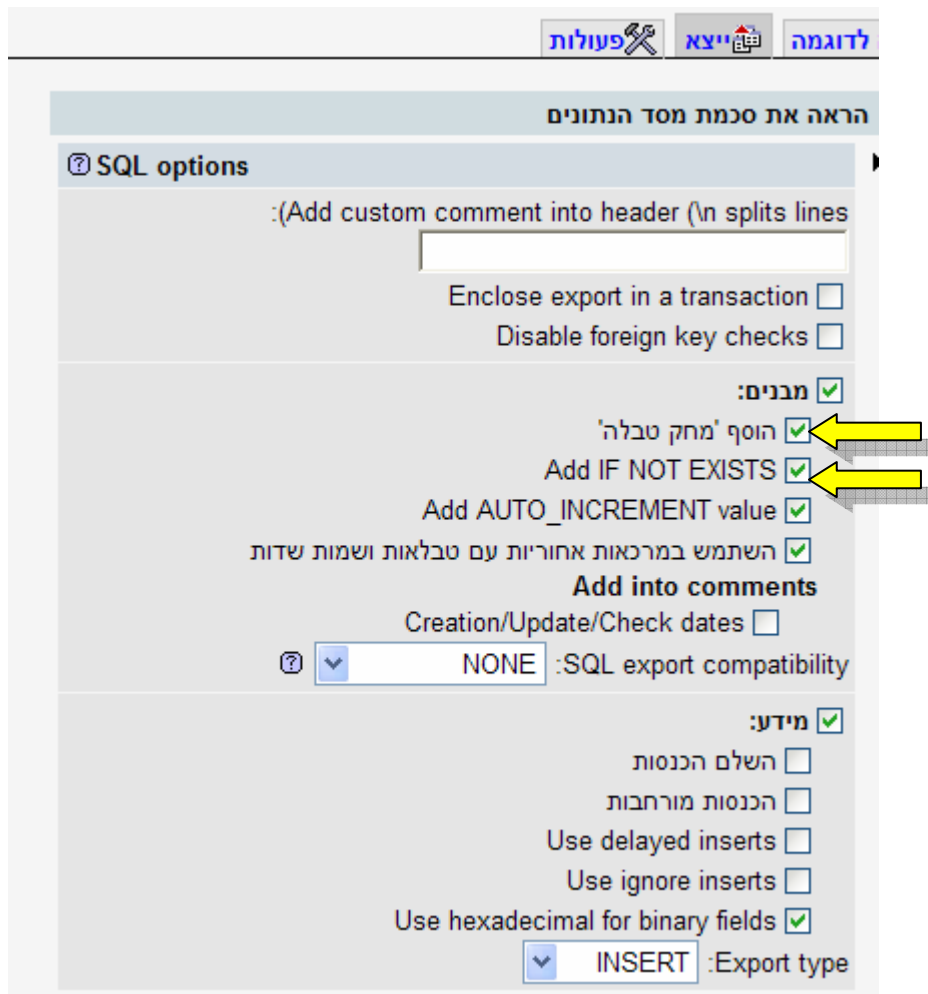 לדוגמה ייצא פעולות
הראה את סכמת מסד הנתונים
SQL options
:(Add custom comment into header (\n splits lines
Enclose export in a transaction
Disable foreign key checks
מבנים:
הוסף 'מחק טבלה'
Add IF NOT EXISTS
Add AUTO_INCREMENT value
השתמש במרכאות אחוריות עם טבלאות ושמות שדות
Add into comments
Creation/Update/Check dates
NONE :SQL export compatibility
מידע:
השלם הכנסות
הכנסות מורחבות
Use delayed inserts
Use ignore inserts
Use hexadecimal for binary fields
INSERT :Export type